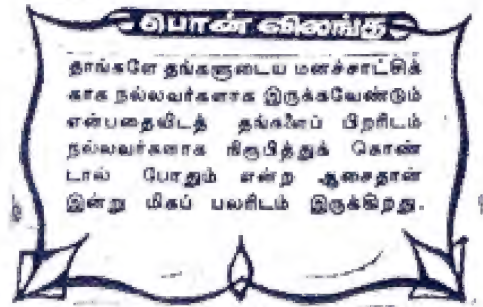 பொன் விலங்கு
தாங்களே தங்களுடைய மனச்சாட்சிக்
காக நல்லவர்களாக இருக்கவேண்டும்
என்பதைவிடத் தங்களைப் பிறரிடம்
நல்லவர்களாக நிரூபித்துக் கொண்
டால் போதும் என்ற ஆசைதான்
இன்று மிகப் பலரிடம் இருக்கிறது.